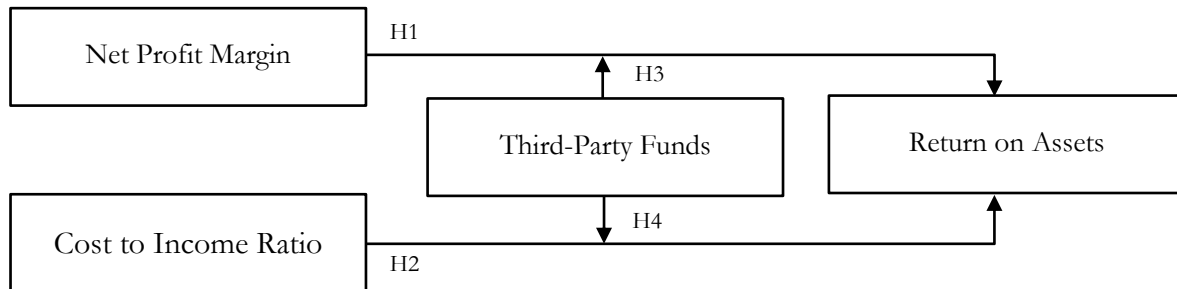 H1
Net Profit Margin
H3
Third-Party Funds
Return on Assets
H4
Cost to Income Ratio
H2